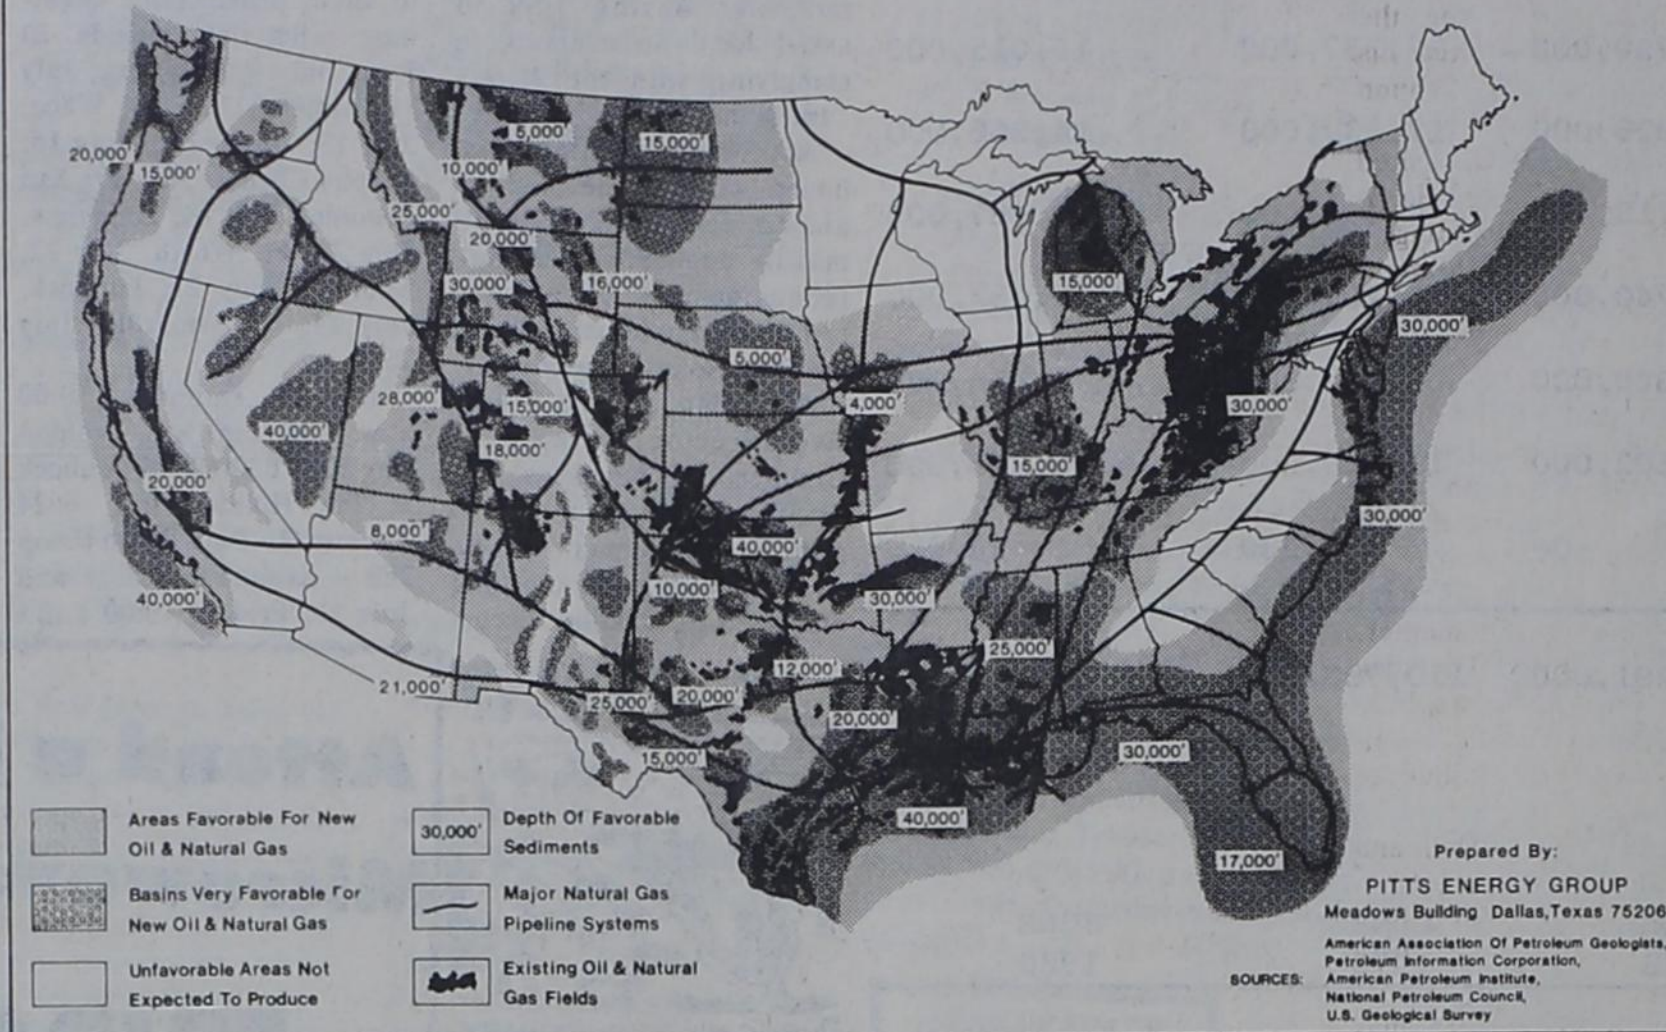 20,000'
15,000'
5,000'
10,000'
15,000'
25,000'
20,000'
30,000'
16,000'
15,000'
30,000'
5,000'
28,000'
15,000'
4,000'
30,000'
40,000'
18,000'
15,000'
20,000'
30,000'
8,000'
40,000'
10,000'
30,000'
40,000'
25,000'
12,000'
21,000'
25,000'
20,000'
20,000'
15,000'
30,000'
40,000'
17,000'
Areas Favorable For New
Oil & Natural Gas
Basins Very Favorable For
New Oil & Natural Gas
Unfavorable Areas Not
Expected To Produce
30,000'
Depth Of Favorable
Sediments
Major Natural Gas
Pipeline Systems
Existing Oil & Natural
Gas Fields
Prepared By:
PITTS ENERGY GROUP
Meadows Building Dallas, Texas 75206
SOURCES:
American Association Of Petroleum Geologists,
Petroleum Information Corporation,
American Petroleum Institute,
National Petroleum Council,
U.S. Geological Survey